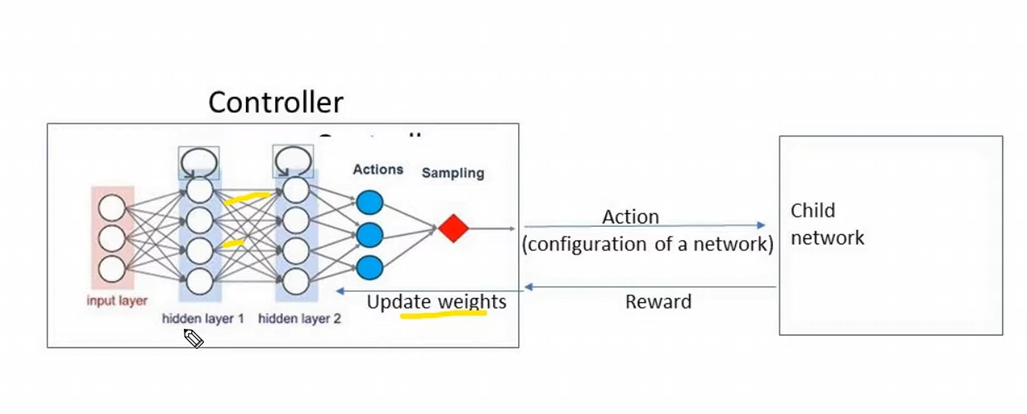 Controller
Actions
Sampling
Action
(configuration of a network)
Child
network
input layer
Update weights
Reward
hidden layer 1
hidden layer 2